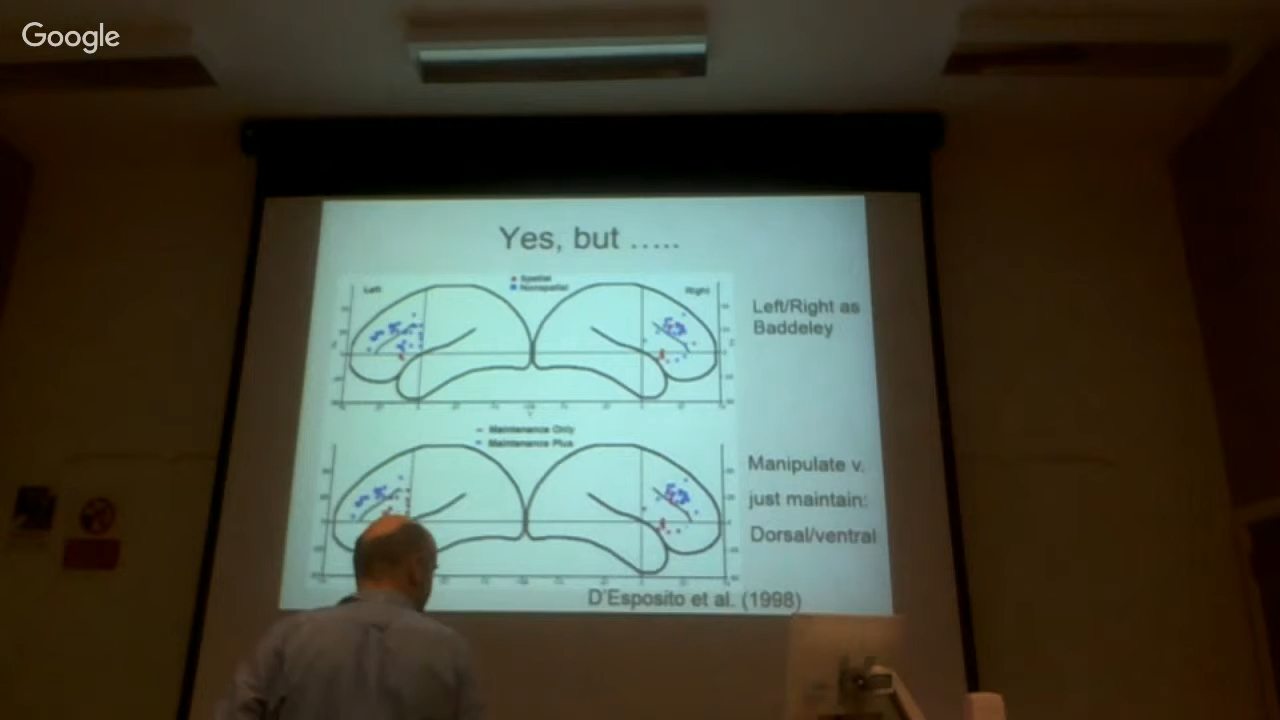 Google
Yes, but .....
Spatial
Nonspatial
Left
Right
Left/Right as
Baddeley
Maintenance Only
Maintenance Plus
Manipulate v.
just maintain:
Dorsal/ventral
D'Esposito et al. (1998)